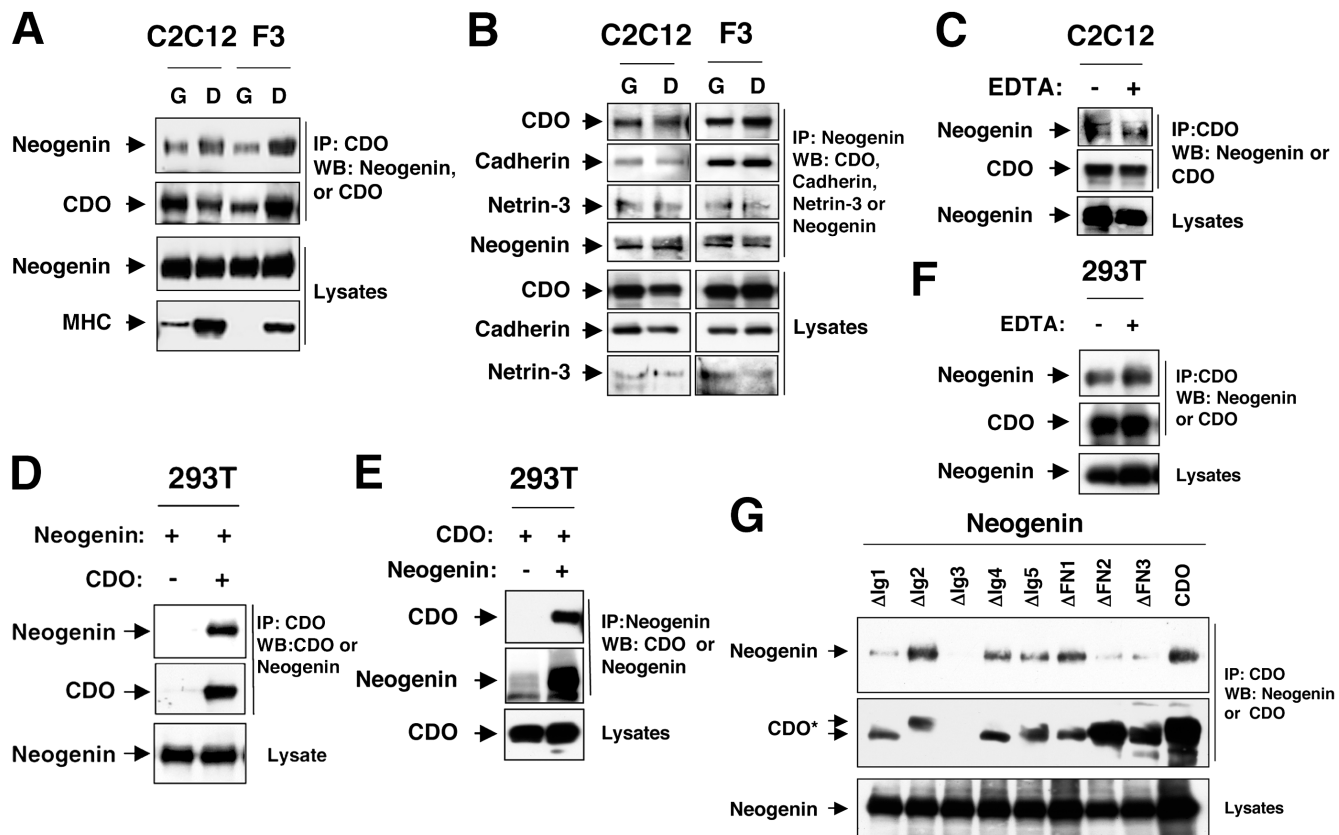 A
C2C12 F3
G D G D
Neogenin
CDO
IP: CDO
WB: Neogenin,
or CDO
Neogenin
MHC
Lysates
B
C2C12 F3
G D G D
CDO
Cadherin
Netrin-3
Neogenin
IP: Neogenin
WB: CDO,
Cadherin,
Netrin-3 or
Neogenin
CDO
Cadherin
Netrin-3
Lysates
C
C2C12
EDTA: - +
Neogenin
CDO
IP:CDO
WB: Neogenin or
CDO
Neogenin
Lysates
F
293T
EDTA: - +
Neogenin
CDO
IP:CDO
WB: Neogenin
or CDO
Neogenin
Lysates
D
293T
Neogenin: + +
CDO: - +
Neogenin
CDO
IP: CDO
WB:CDO or
Neogenin
Neogenin
Lysate
E
293T
CDO: + +
Neogenin: - +
CDO
Neogenin
IP:Neogenin
WB: CDO or
Neogenin
CDO
Lysates
G
Neogenin
ΔIg1 ΔIg2 ΔIg3 ΔIg4 ΔIg5 ΔFN1 ΔFN2 ΔFN3 CDO
Neogenin
CDO*
IP: CDO
WB: Neogenin
or CDO
Neogenin
Lysates